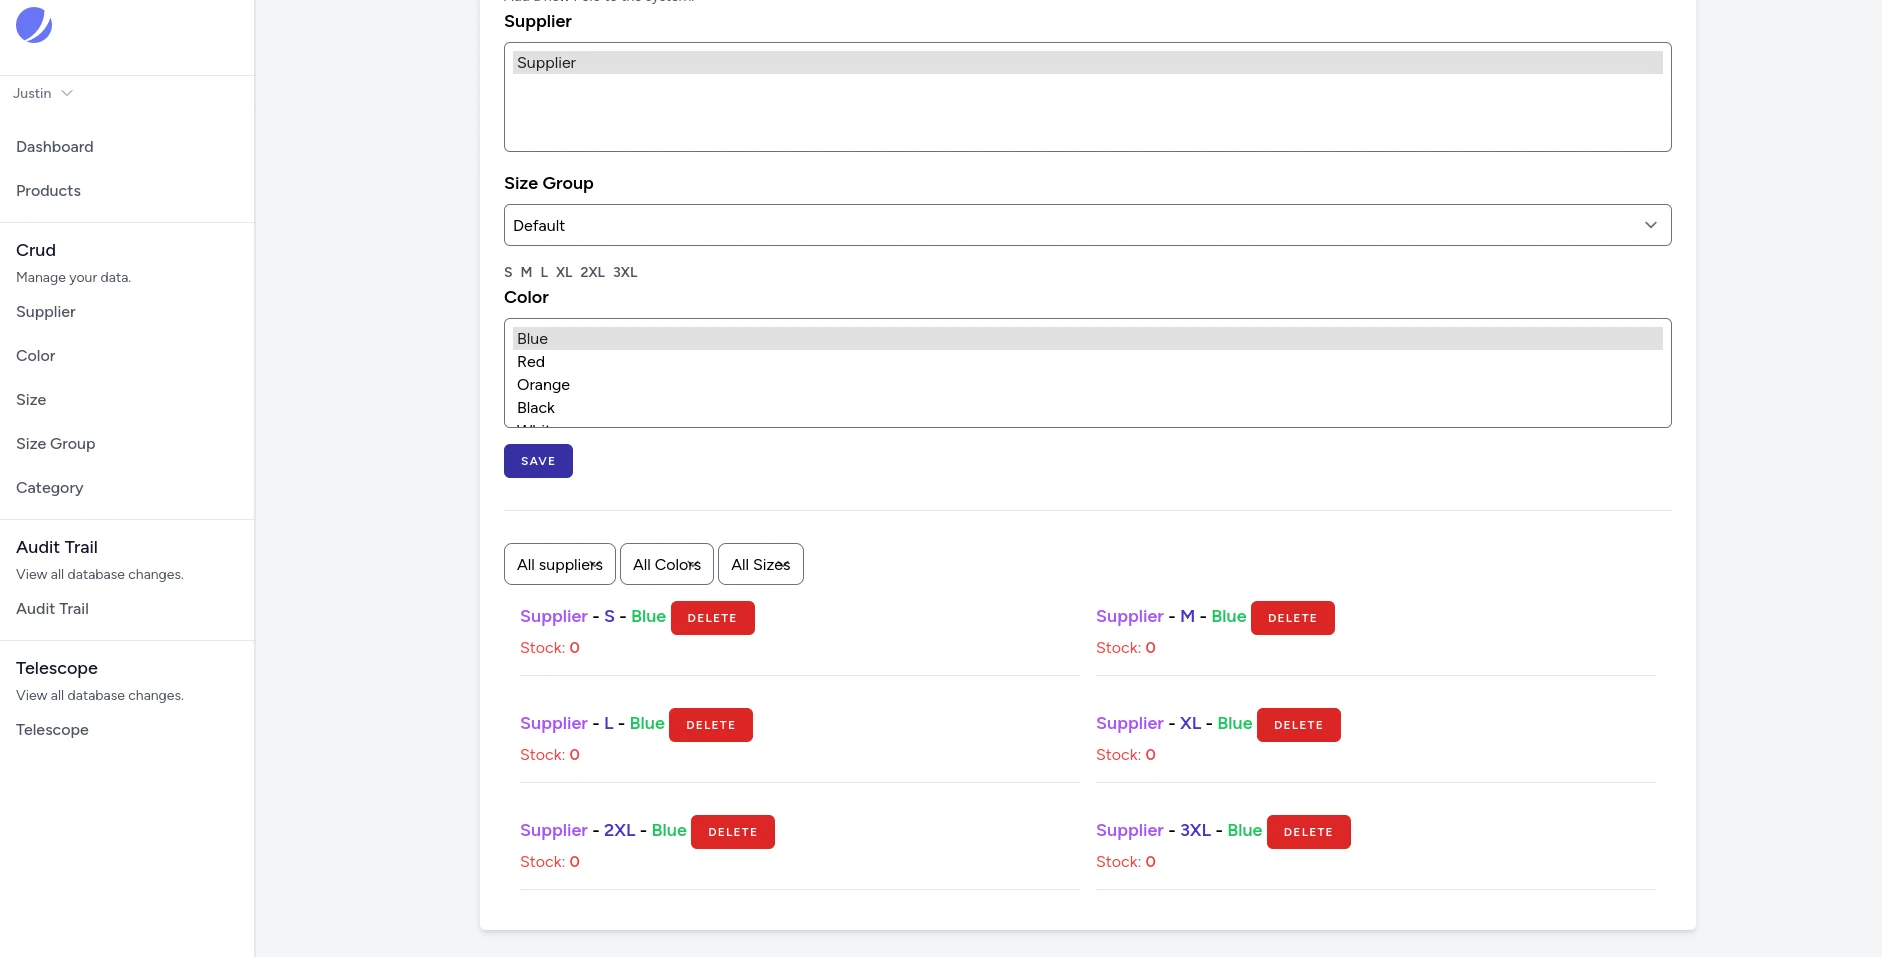 Justin
Dashboard
Products
Crud
Manage your data.
Supplier
Color
Size
Size Group
Category
Audit Trail
View all database changes.
Audit Trail
Telescope
View all database changes.
Telescope
Supplier
Supplier
Size Group
Default
S M L XL 2XL 3XL
Color
Blue
Red
Orange
Black
SAVE
All suppliers All Colors All Sizes
Supplier - S - Blue DELETE
Stock: 0
Supplier - M - Blue DELETE
Stock: 0
Supplier - L - Blue DELETE
Stock: 0
Supplier - XL - Blue DELETE
Stock: 0
Supplier - 2XL - Blue DELETE
Stock: 0
Supplier - 3XL - Blue DELETE
Stock: 0